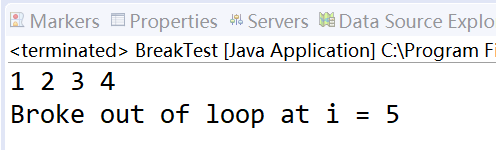 Markers Properties Servers Data Source Explo
<terminated> BreakTest [Java Application] C:\Program Fi
1 2 3 4
Broke out of loop at i = 5